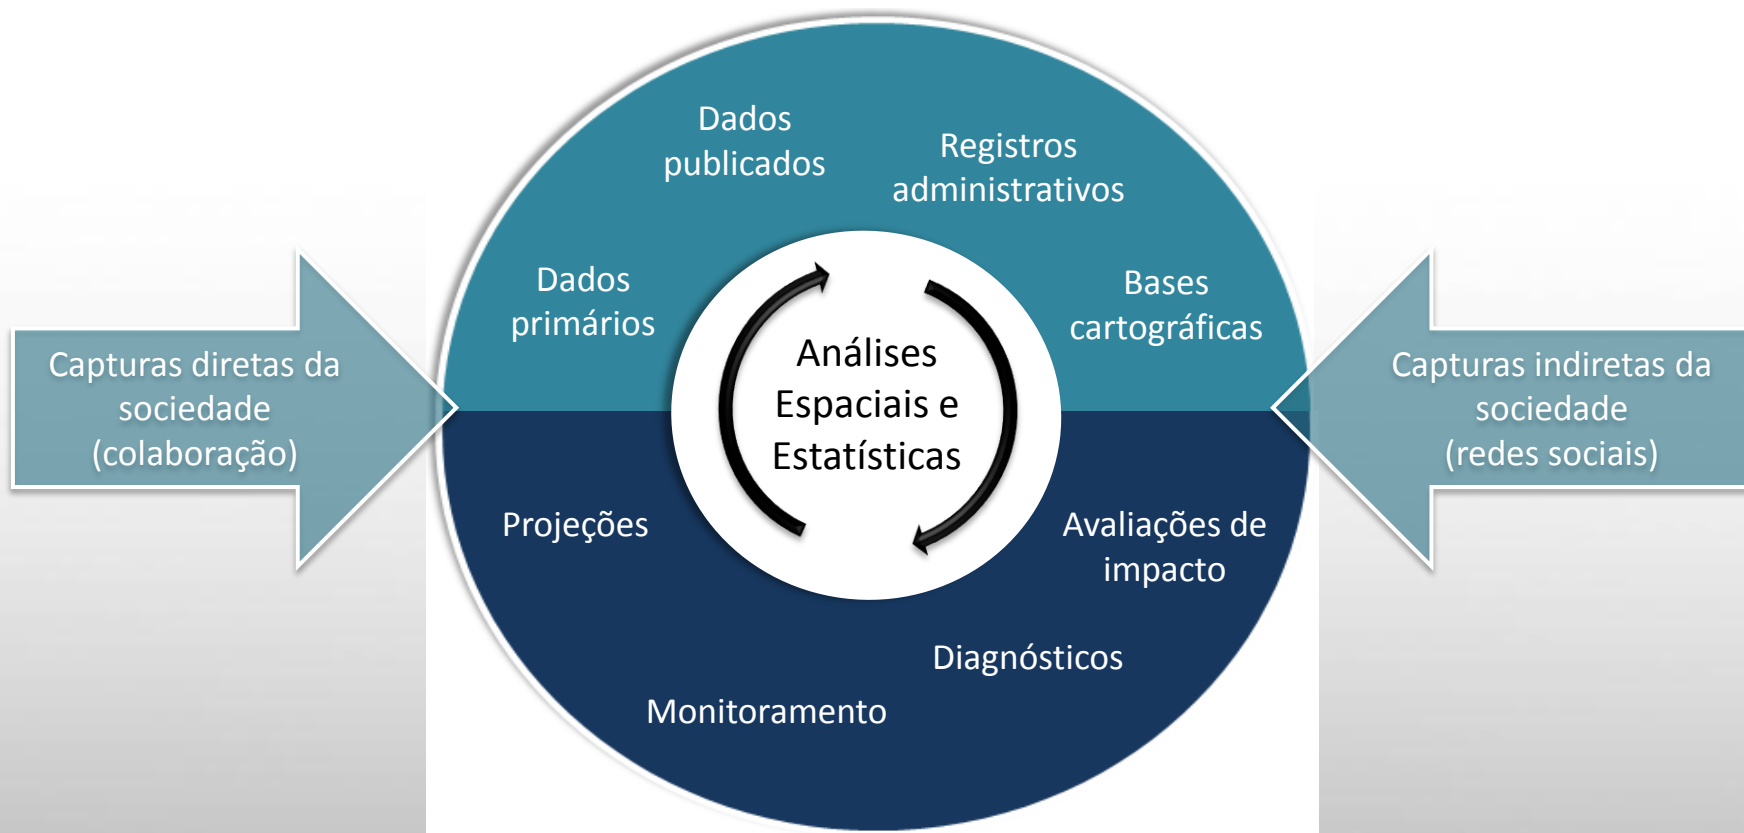 Dados
publicados
Registros
administrativos
Dados
primários
Bases
cartográficas
Capturas diretas da
sociedade
(colaboração)
Análises
Espaciais e
Estatísticas
Capturas indiretas da
sociedade
(redes sociais)
Projeções
Avaliações de
impacto
Diagnósticos
Monitoramento